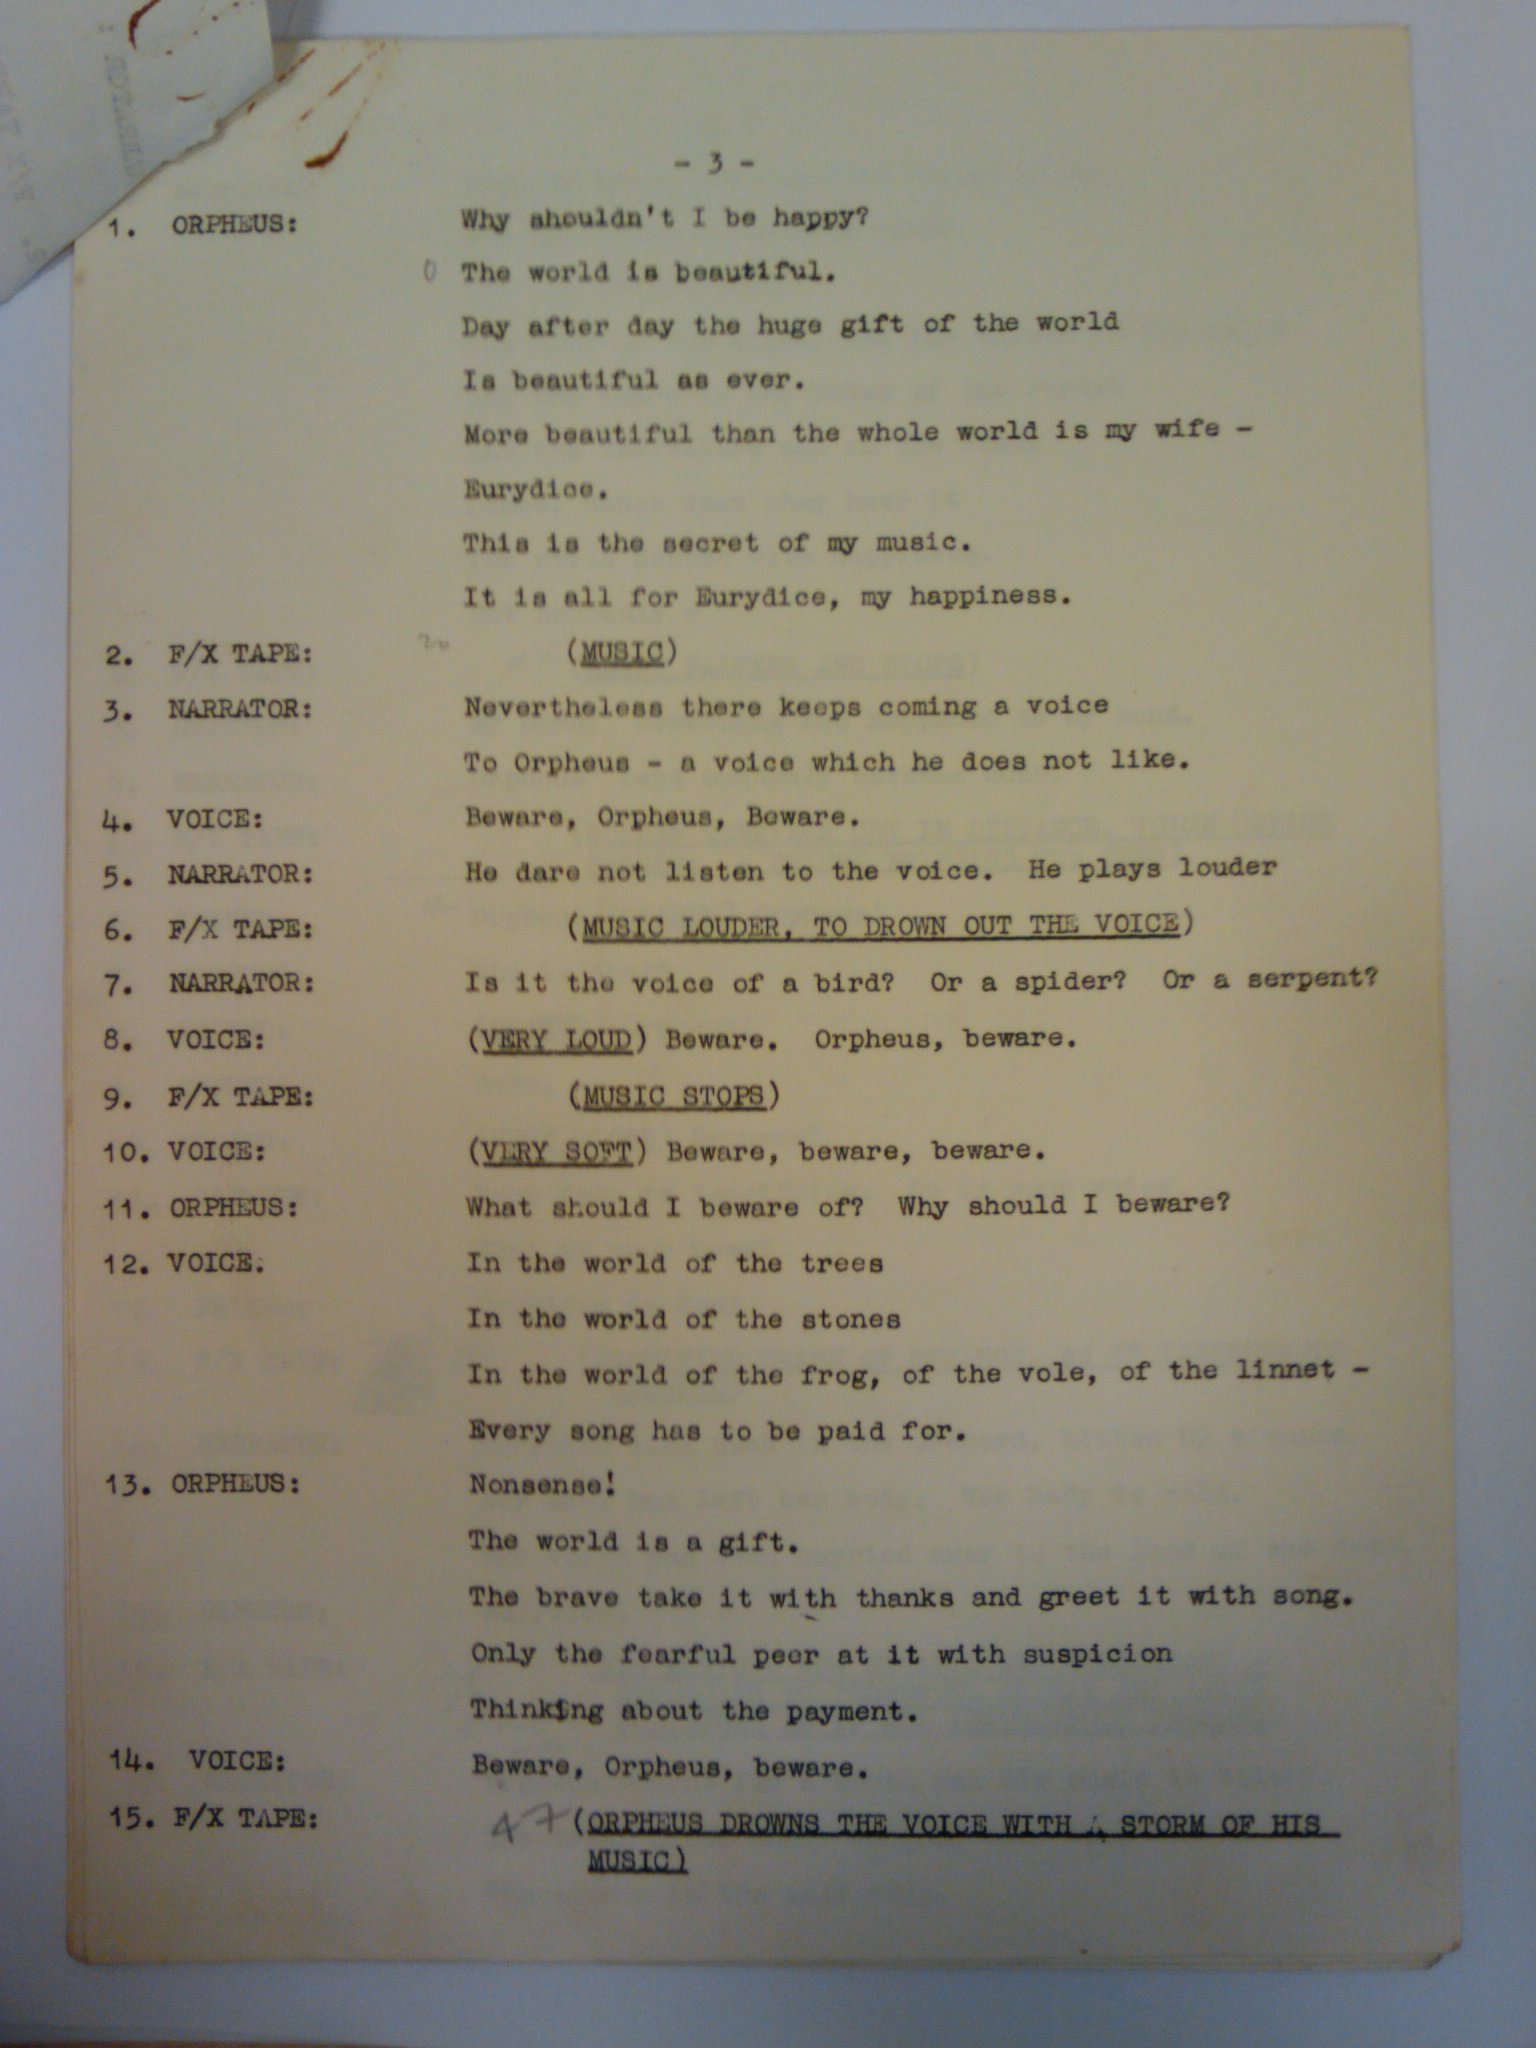 - 3 -
1. ORPHEUS: Why shouldn't I be happy?
0 The world is beautiful.
Day after day the huge gift of the world
Is beautiful as ever.
More beautiful than the whole world is my wife -
Eurydice.
This is the secret of my music.
It is all for Eurydice, my happiness.
2. F/X TAPE: (MUSIC)
3. NARRATOR: Nevertheless there keeps coming a voice
To Orpheus - a voice which he does not like.
4. VOICE: Beware, Orpheus, Beware.
5. NARRATOR: He dare not listen to the voice. He plays louder
6. F/X TAPE: (MUSIC LOUDER, TO DROWN OUT THE VOICE)
7. NARRATOR: Is it the voice of a bird? Or a spider? Or a serpent?
8. VOICE: (VERY LOUD) Beware. Orpheus, beware.
9. F/X TAPE: (MUSIC STOPS)
10. VOICE: (VERY SOFT) Beware, beware, beware.
11. ORPHEUS: What should I beware of? Why should I beware?
12. VOICE: In the world of the trees
In the world of the stones
In the world of the frog, of the vole, of the linnet -
Every song has to be paid for.
13. ORPHEUS: Nonsense!
The world is a gift.
The brave take it with thanks and greet it with song.
Only the fearful peer at it with suspicion
Thinking about the payment.
14. VOICE: Beware, Orpheus, beware.
15. F/X TAPE: 47 (ORPHEUS DROWNS THE VOICE WITH A STORM OF HIS
MUSIC)